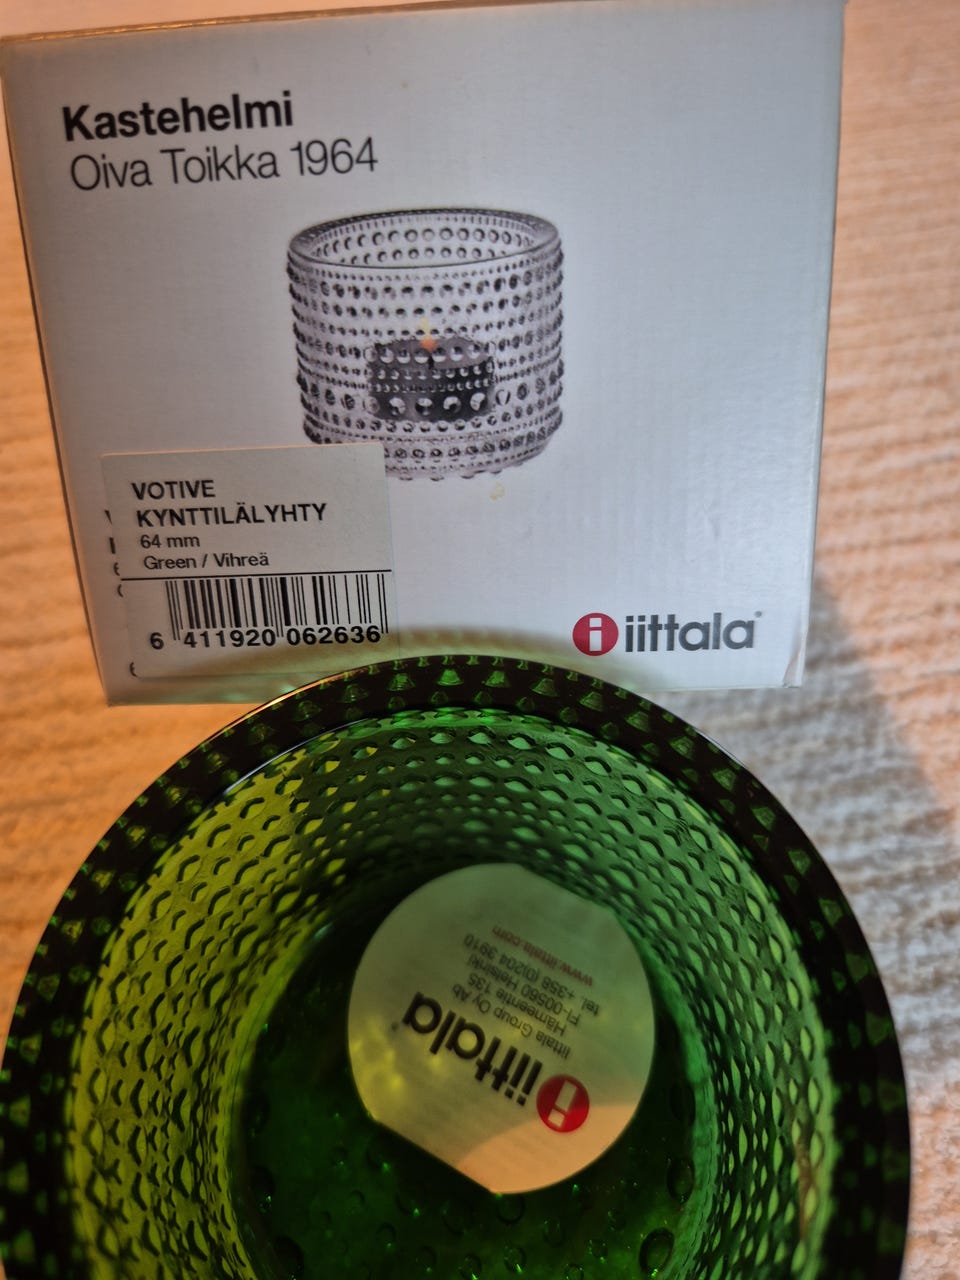 Kastehelmi
Oiva Toikka 1964
VOTIVE
KYNTTILÄLYHTY
64 mm
Green / Vihreä
6 411920 062636
iittala
iittala
Iittala Group Oy Ab
Hämeentie 135
FI-00560 Helsinki
tel. +358 (0)204 3910
www.iittala.com